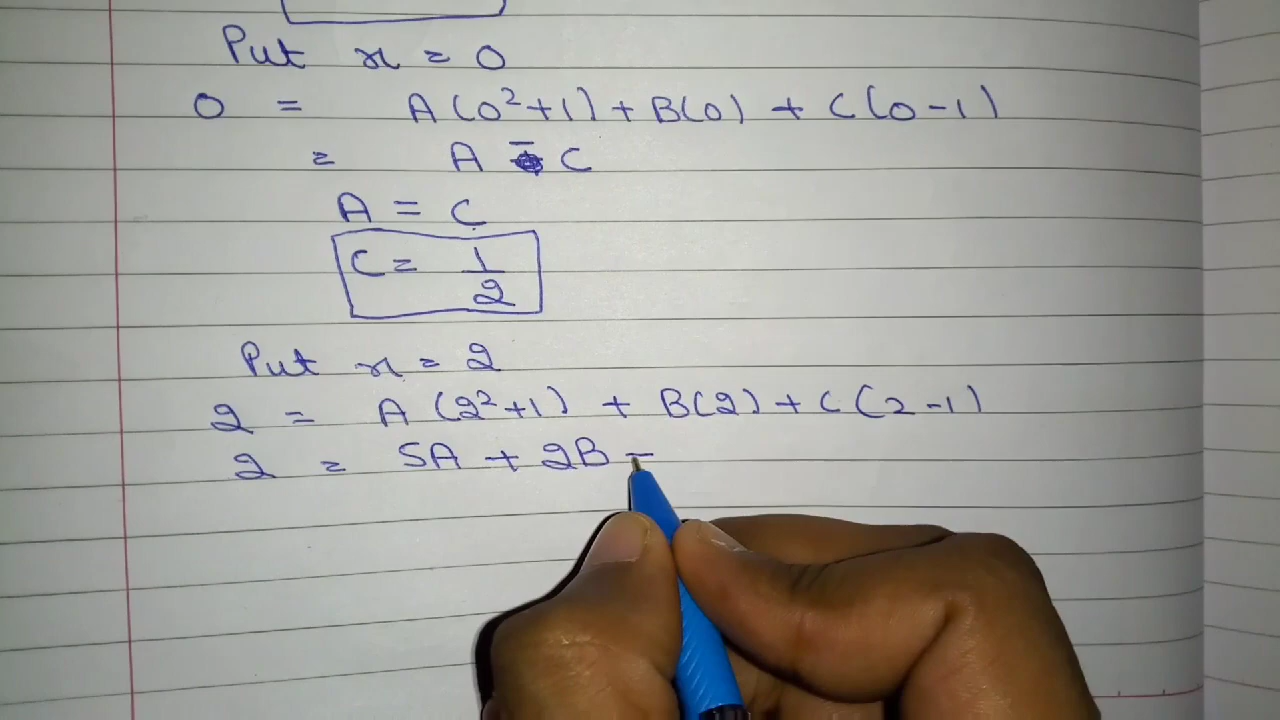 Put x = 0
0 = A(0²+1) + B(0) + C(0-1)
= A - C
A = C
C = 1/2
Put x = 2
2 = A(2²+1) + B(2) + C(2-1)
2 = 5A + 2B -